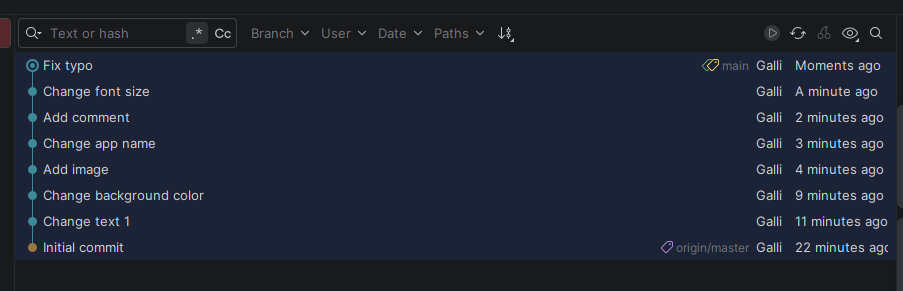 Text or hash .* Cc Branch User Date Paths
Fix typo main Galli Moments ago
Change font size Galli A minute ago
Add comment Galli 2 minutes ago
Change app name Galli 3 minutes ago
Add image Galli 4 minutes ago
Change background color Galli 9 minutes ago
Change text 1 Galli 11 minutes ago
Initial commit origin/master Galli 22 minutes ago